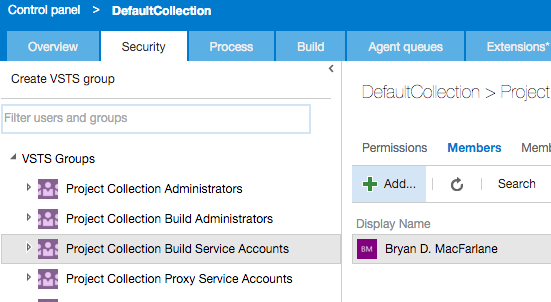 Control panel > DefaultCollection
Overview Security Process Build Agent queues Extensions*
Create VSTS group
Filter users and groups
VSTS Groups
Project Collection Administrators
Project Collection Build Administrators
Project Collection Build Service Accounts
Project Collection Proxy Service Accounts
DefaultCollection > Project
Permissions Members Mem
Add... Search
Display Name
BM Bryan D. MacFarlane